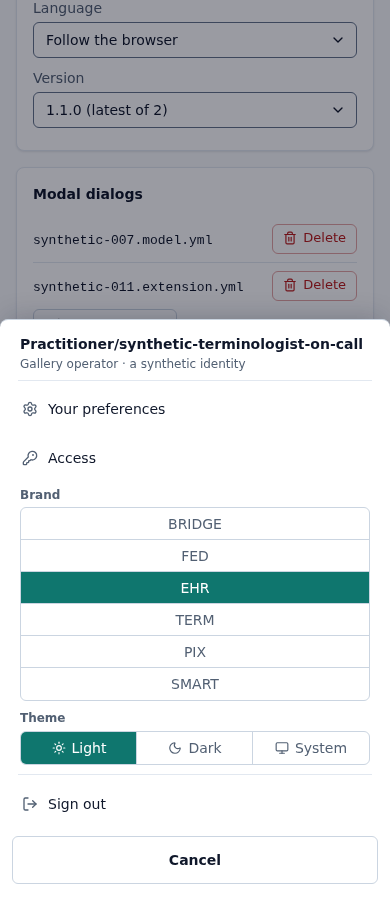 Language
Follow the browser
Version
1.1.0 (latest of 2)
Modal dialogs
synthetic-007.model.yml
Delete
synthetic-011.extension.yml
Delete
Practitioner/synthetic-terminologist-on-call
Gallery operator · a synthetic identity
Your preferences
Access
Brand
BRIDGE
FED
EHR
TERM
PIX
SMART
Theme
Light
Dark
System
Sign out
Cancel